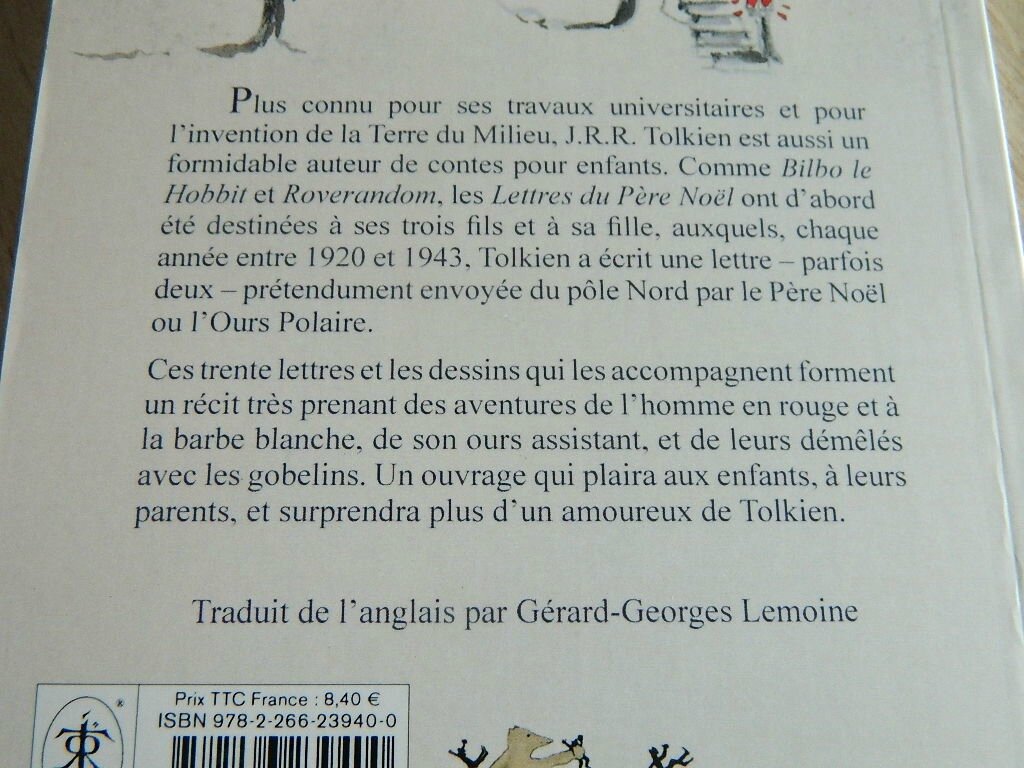 Plus connu pour ses travaux universitaires et pour
l'invention de la Terre du Milieu, J.R.R. Tolkien est aussi un
formidable auteur de contes pour enfants. Comme Bilbo le
Hobbit et Roverandom, les Lettres du Père Noël ont d'abord
été destinées à ses trois fils et à sa fille, auxquels, chaque
année entre 1920 et 1943, Tolkien a écrit une lettre – parfois
deux – prétendument envoyée du pôle Nord par le Père Noël
ou l'Ours Polaire.
Ces trente lettres et les dessins qui les accompagnent forment
un récit très prenant des aventures de l'homme en rouge et à
la barbe blanche, de son ours assistant, et de leurs démêlés
avec les gobelins. Un ouvrage qui plaira aux enfants, à leurs
parents, et surprendra plus d'un amoureux de Tolkien.
Traduit de l'anglais par Gérard-Georges Lemoine
®
Prix TTC France : 8,40 €
ISBN 978-2-266-23940-0